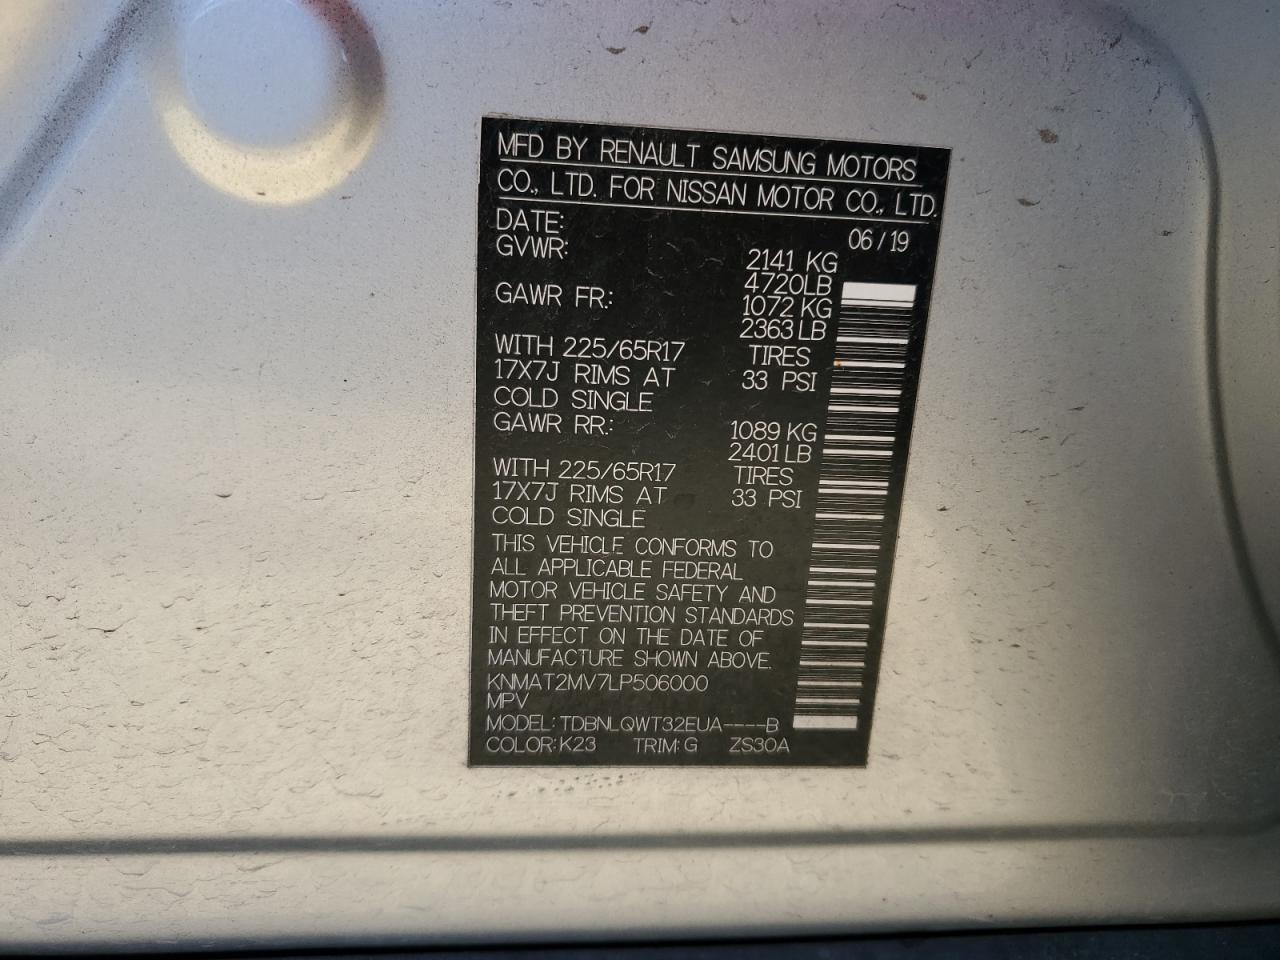 MFD BY RENAULT SAMSUNG MOTORS
CO., LTD. FOR NISSAN MOTOR CO., LTD.
DATE: 06/19
GVWR: 2141 KG
4720LB
GAWR FR.: 1072 KG
2363LB
WITH 225/65R17 TIRES
17X7J RIMS AT 33 PSI
COLD SINGLE
GAWR RR.: 1089 KG
2401LB
WITH 225/65R17 TIRES
17X7J RIMS AT 33 PSI
COLD SINGLE
THIS VEHICLE CONFORMS TO
ALL APPLICABLE FEDERAL
MOTOR VEHICLE SAFETY AND
THEFT PREVENTION STANDARDS
IN EFFECT ON THE DATE OF
MANUFACTURE SHOWN ABOVE.
KNMAT2MV7LP506000
MPV
MODEL: TDBNLQWT32EUA----B
COLOR:K23 TRIM:G ZS30A